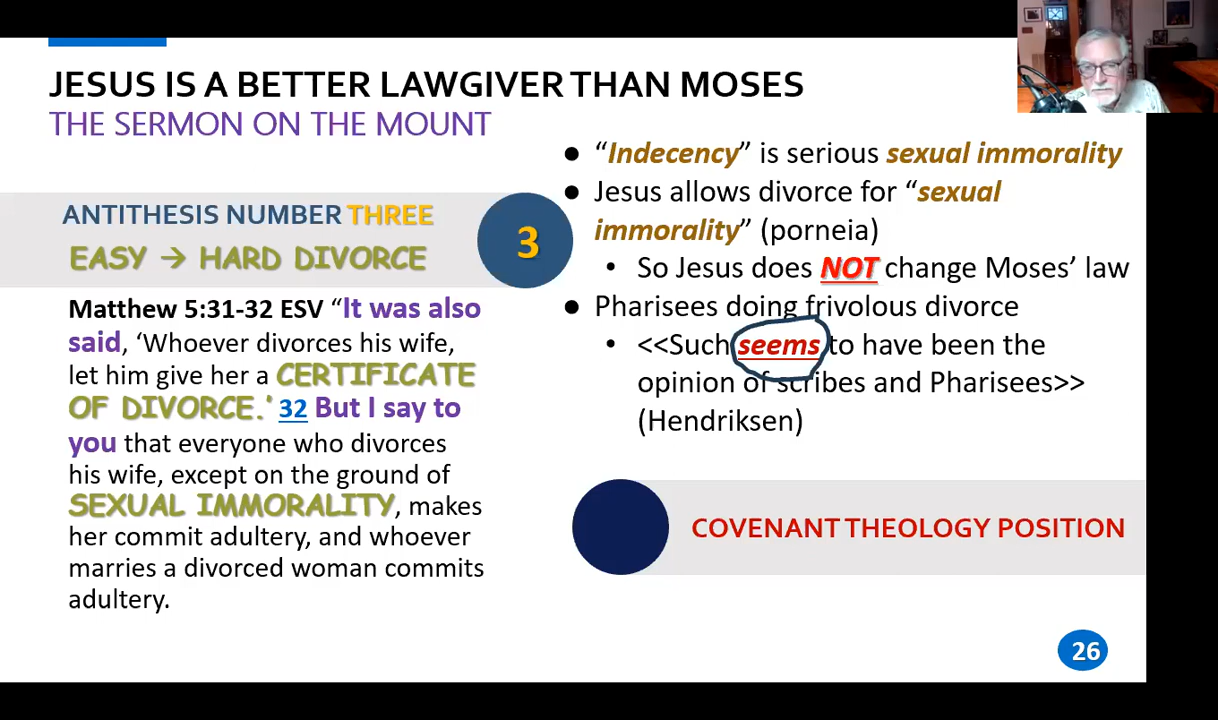 JESUS IS A BETTER LAWGIVER THAN MOSES
THE SERMON ON THE MOUNT
ANTITHESIS NUMBER THREE
EASY → HARD DIVORCE
3
Matthew 5:31-32 ESV “It was also
said, ‘Whoever divorces his wife,
let him give her a CERTIFICATE
OF DIVORCE.’ 32 But I say to
you that everyone who divorces
his wife, except on the ground of
SEXUAL IMMORALITY, makes
her commit adultery, and whoever
marries a divorced woman commits
adultery.
● “Indecency” is serious sexual immorality
● Jesus allows divorce for “sexual
immorality” (porneia)
• So Jesus does NOT change Moses’ law
● Pharisees doing frivolous divorce
• <<Such seems to have been the
opinion of scribes and Pharisees>>
(Hendriksen)
COVENANT THEOLOGY POSITION
26